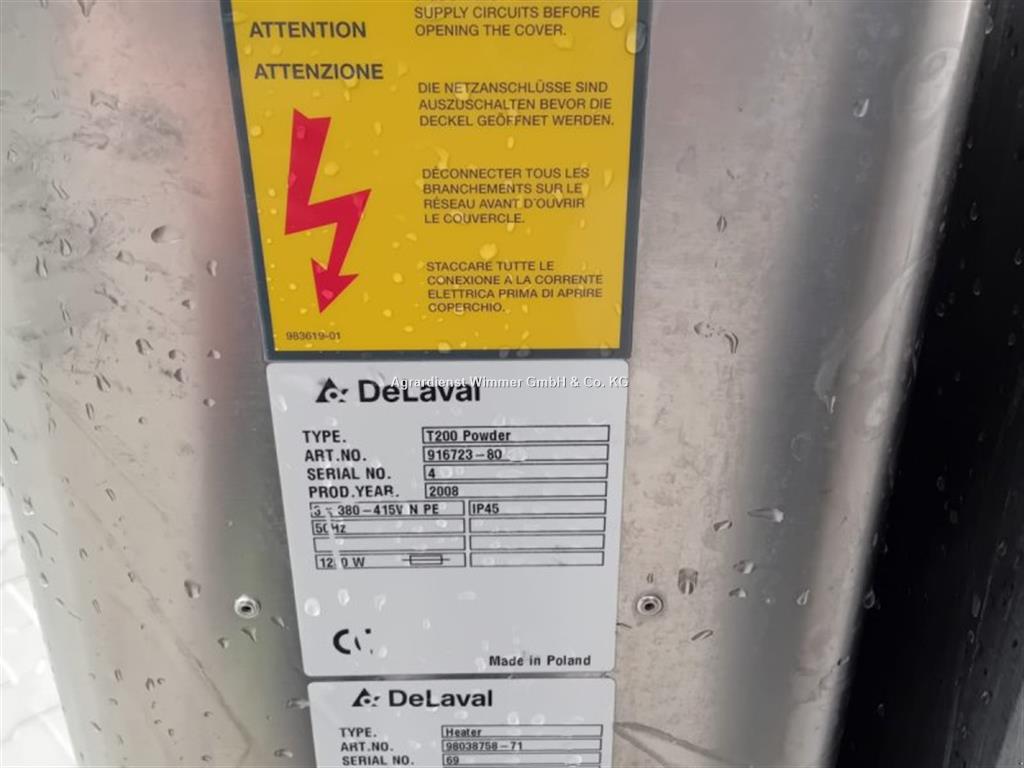 SUPPLY CIRCUITS BEFORE
OPENING THE COVER.
ATTENTION
ATTENZIONE
DIE NETZANSCHLÜSSE SIND
AUSZUSCHALTEN BEVOR DIE
DECKEL GEÖFFNET WERDEN.
DÉCONNECTER TOUS LES
BRANCHEMENTS SUR LE
RÉSEAU AVANT D'OUVRIR
LE COUVERCLE.
STACCARE TUTTE LE
CONEXIONE A LA CORRENTE
ELETTRICA PRIMA DI APRIRE
COPERCHIO.
983619-01
Agrardienst Wimmer GmbH & Co. KG
DeLaval
TYPE. T200 Powder
ART.NO. 916723-80
SERIAL NO. 4
PROD.YEAR. 2008
380-415V N PE IP45
50Hz
W
CE
Made in Poland
DeLaval
TYPE. Heater
ART.NO. 98038758-71
SERIAL NO. 69